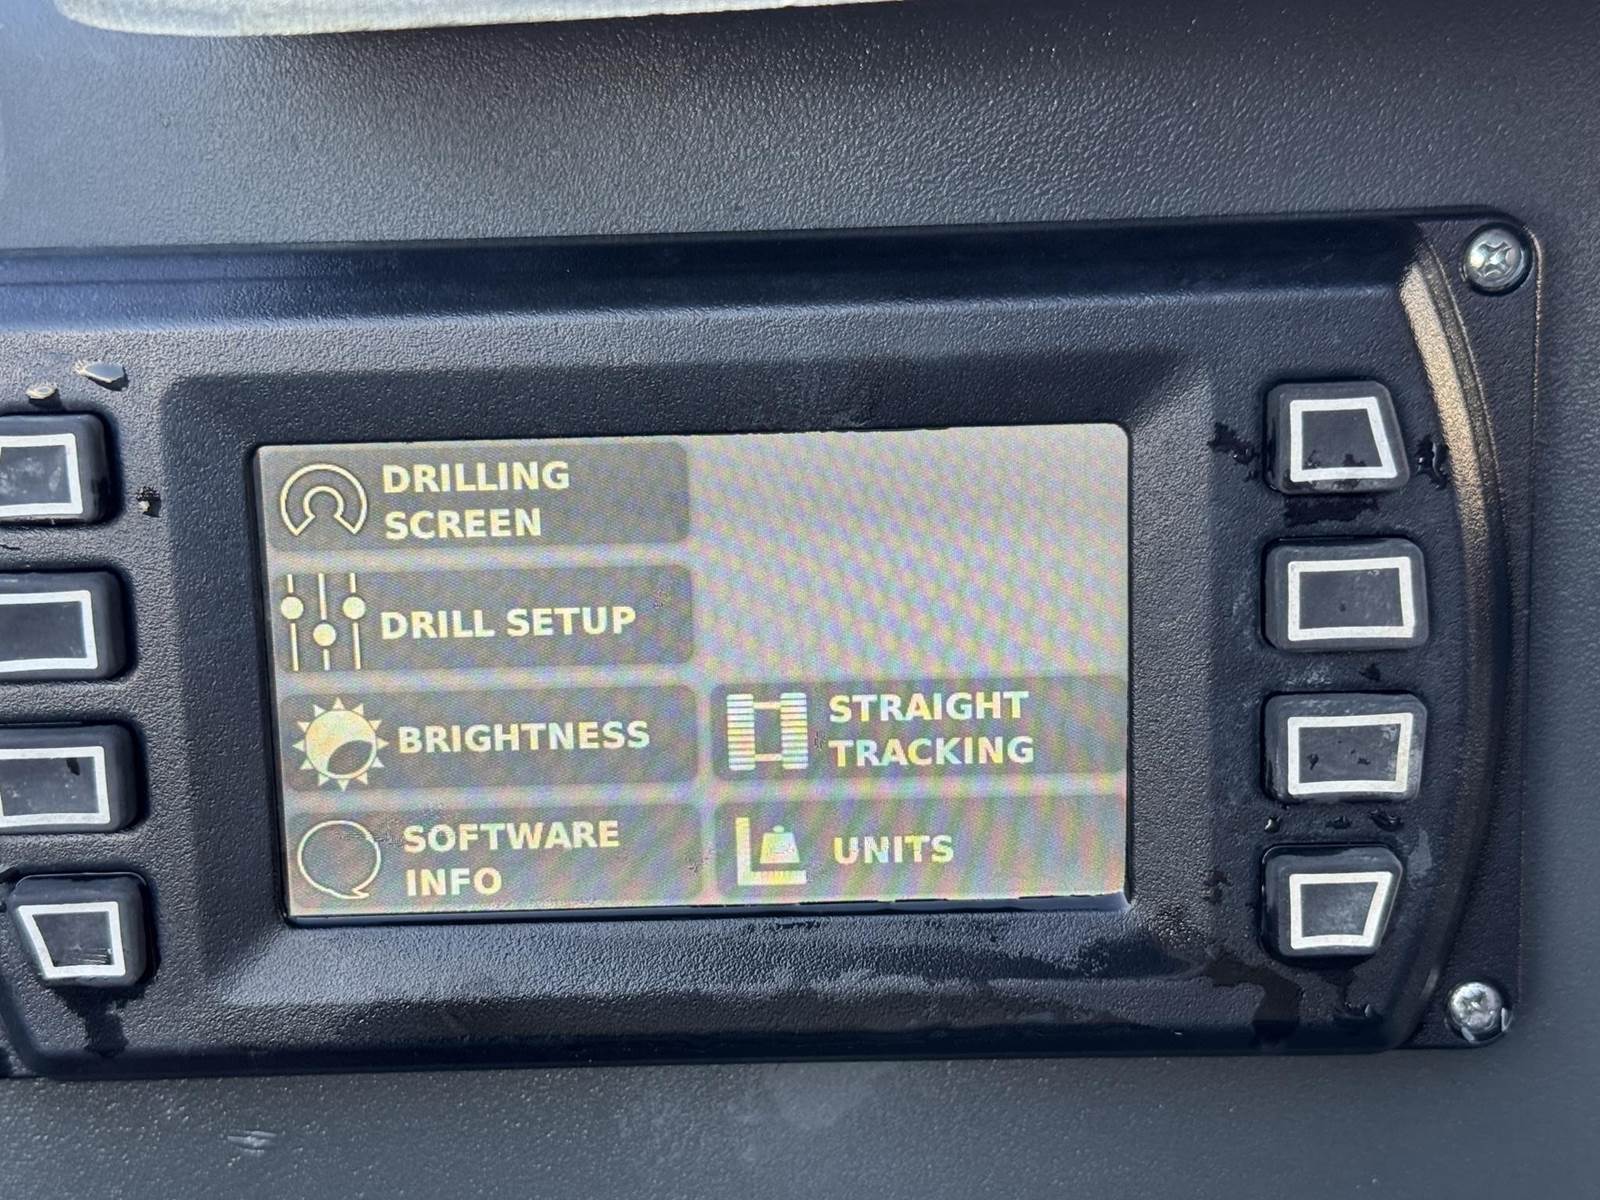 DRILLING
SCREEN
DRILL SETUP
BRIGHTNESS
STRAIGHT
TRACKING
SOFTWARE
INFO
UNITS